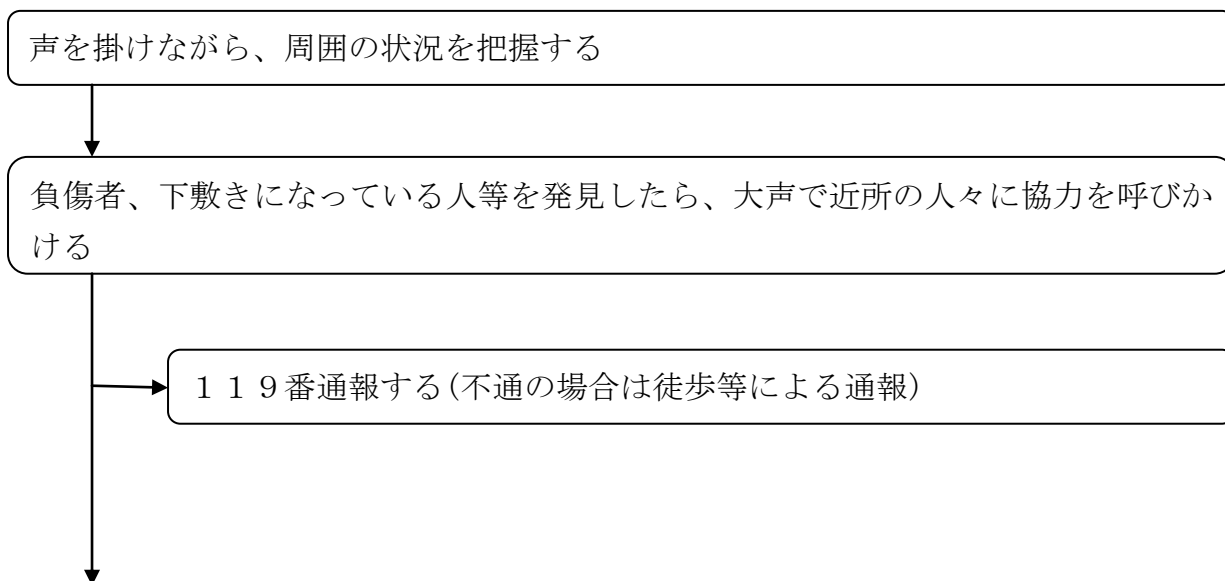 声を掛けながら、周囲の状況を把握する
負傷者、下敷きになっている人等を発見したら、大声で近所の人々に協力を呼びか
ける
１１９番通報する(不通の場合は徒歩等による通報)